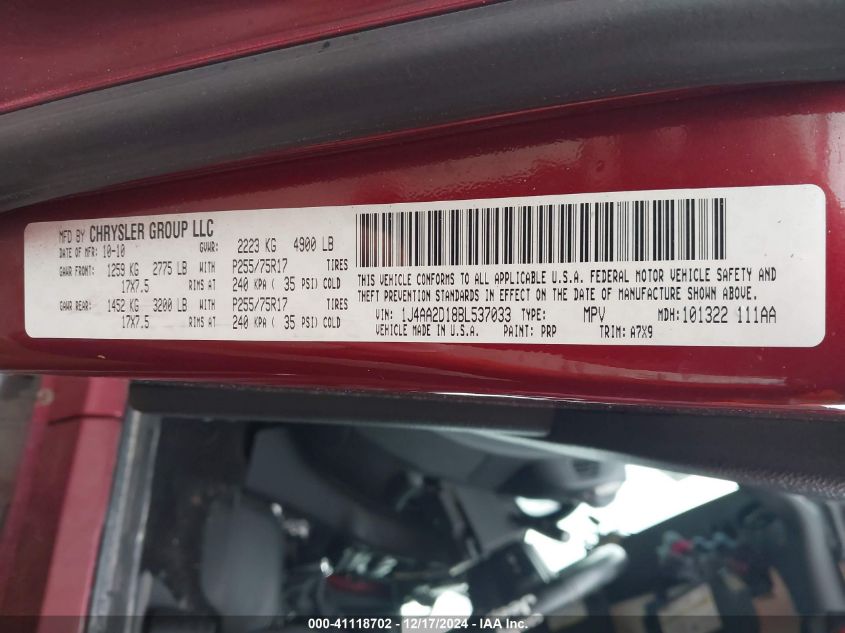 MFD BY CHRYSLER GROUP LLC
DATE OF MFR: 10-10 GVWR: 2223 KG 4900 LB
GAWR FRONT: 1259 KG 2775 LB WITH P255/75R17 TIRES
17X7.5 RIMS AT 240 KPA ( 35 PSI) COLD
GAWR REAR: 1452 KG 3200 LB WITH P255/75R17 TIRES
17X7.5 RIMS AT 240 KPA ( 35 PSI) COLD
THIS VEHICLE CONFORMS TO ALL APPLICABLE U.S.A. FEDERAL MOTOR VEHICLE SAFETY AND
THEFT PREVENTION STANDARDS IN EFFECT ON THE DATE OF MANUFACTURE SHOWN ABOVE.
VIN: 1J4AA2D18BL537033 TYPE: MPV MDH: 101322 111AA
VEHICLE MADE IN U.S.A. PAINT: PRP TRIM: A7X9
000-41118702 - 12/17/2024 - IAA Inc.